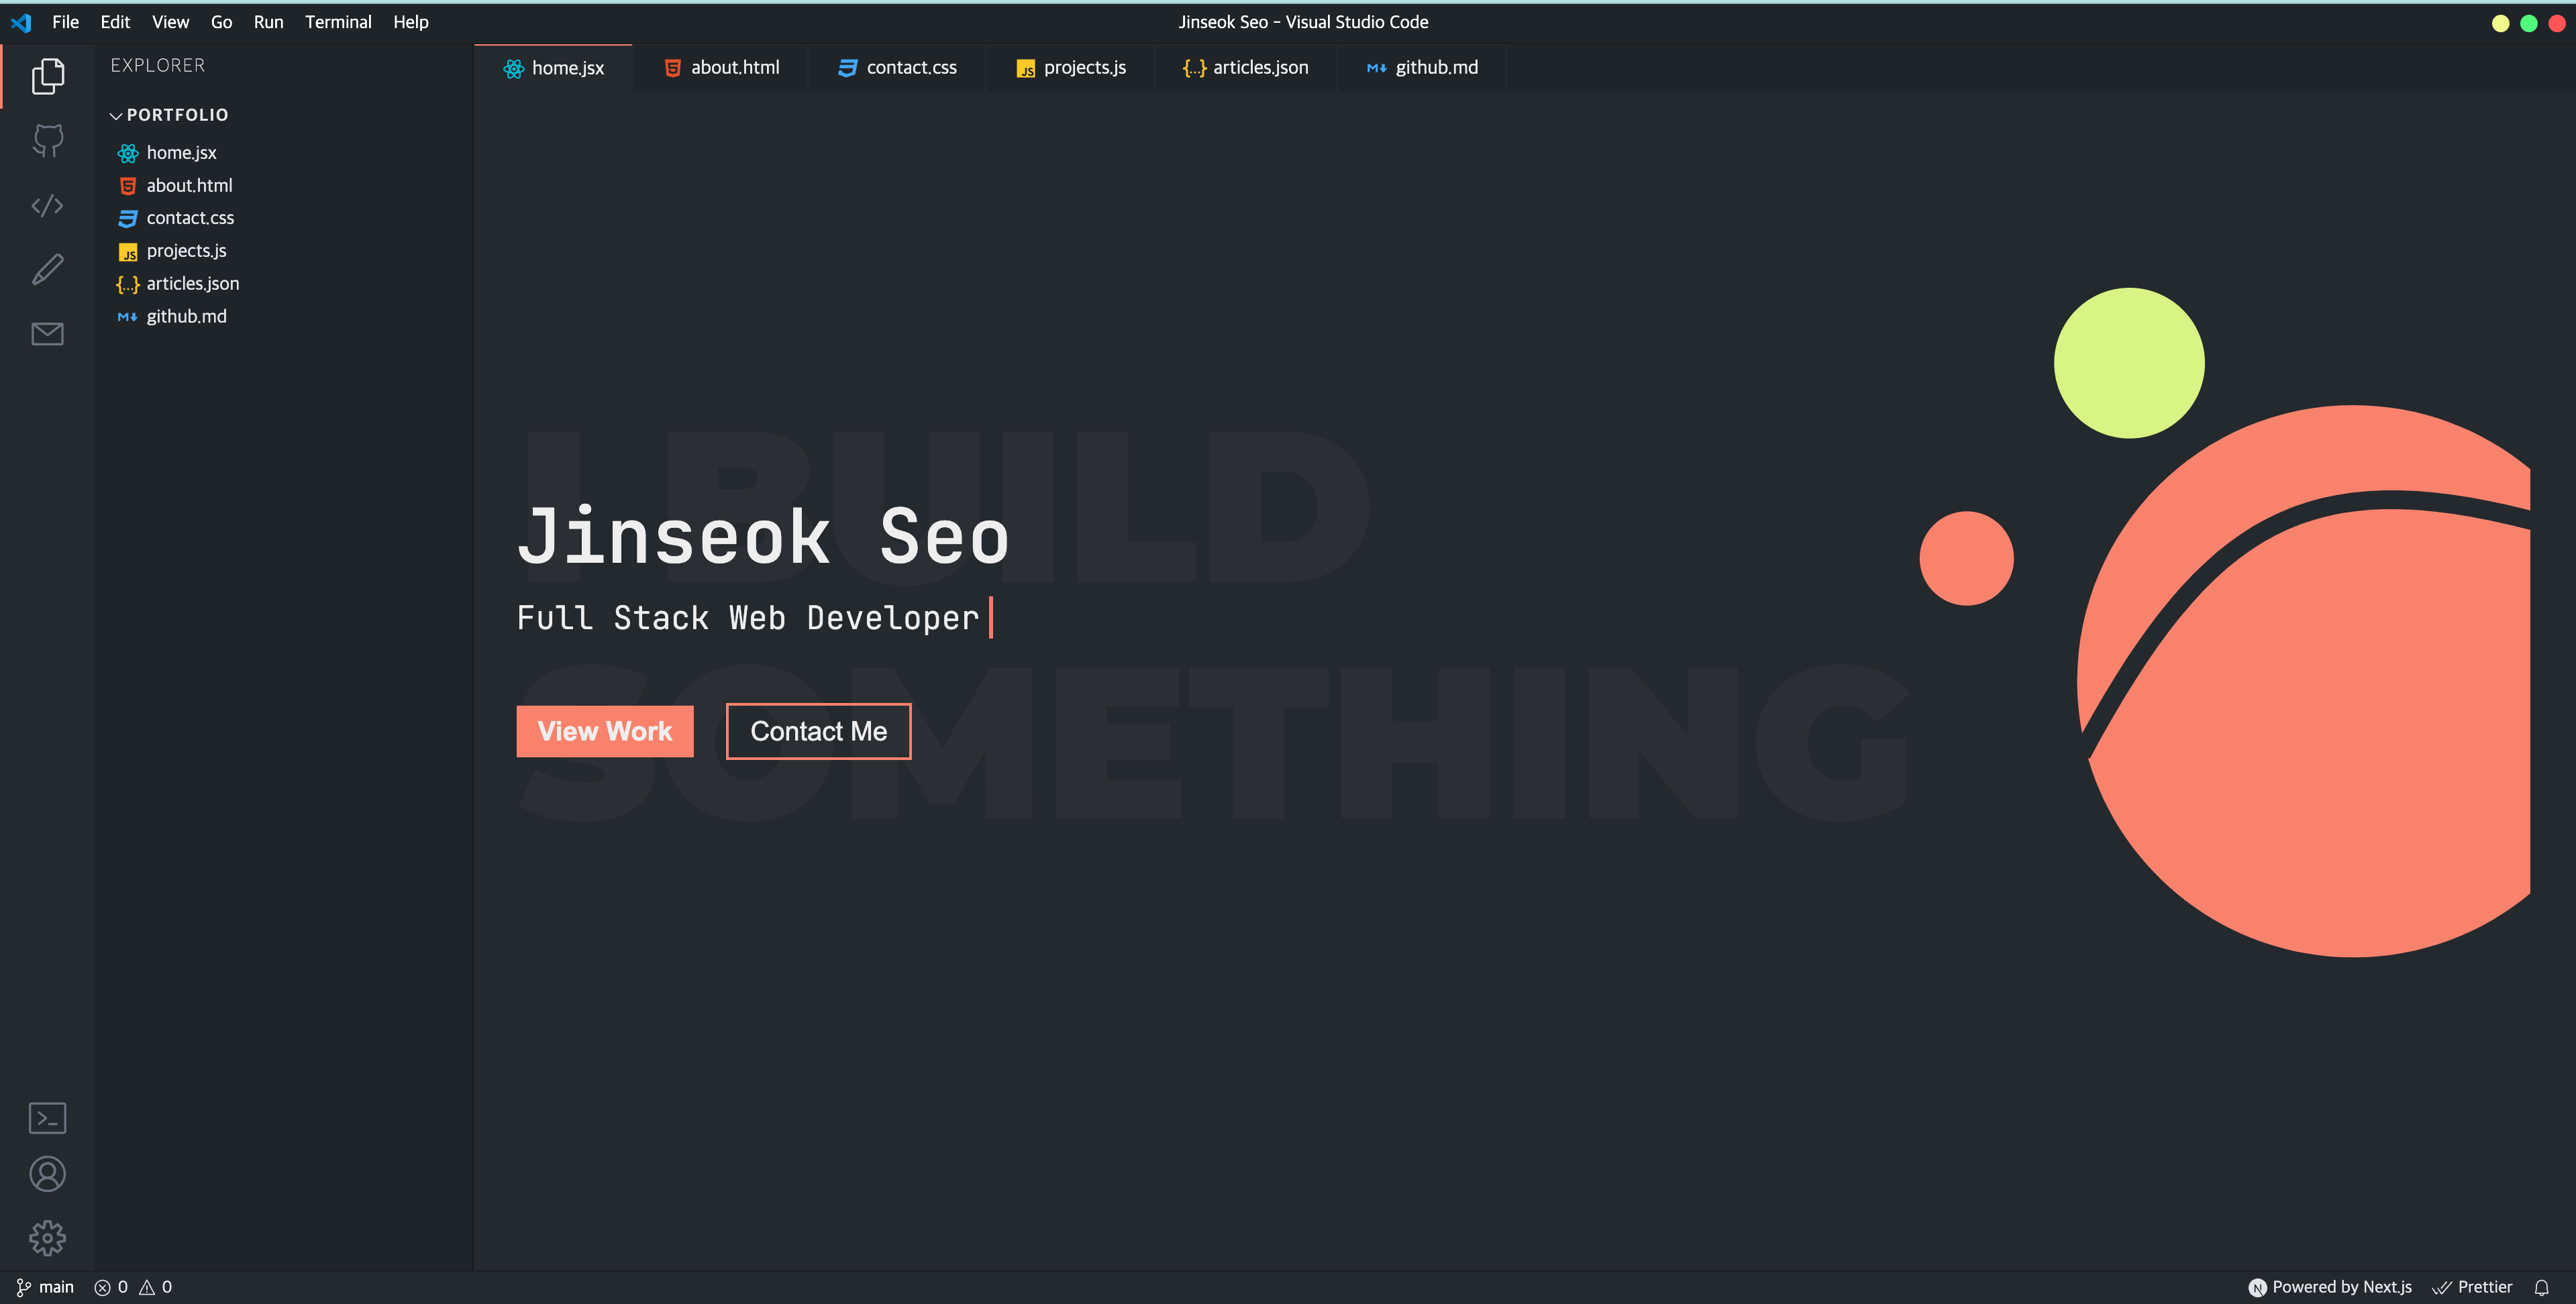 File Edit View Go Run Terminal Help
Jinseok Seo - Visual Studio Code
EXPLORER
PORTFOLIO
home.jsx
about.html
contact.css
JS projects.js
{...} articles.json
M github.md
home.jsx
about.html
contact.css
JS projects.js
{...} articles.json
M github.md
I BUILD
Jinseok Seo
Full Stack Web Developer
SOMETHING
View Work
Contact Me
main 0 0
N Powered by Next.js Prettier